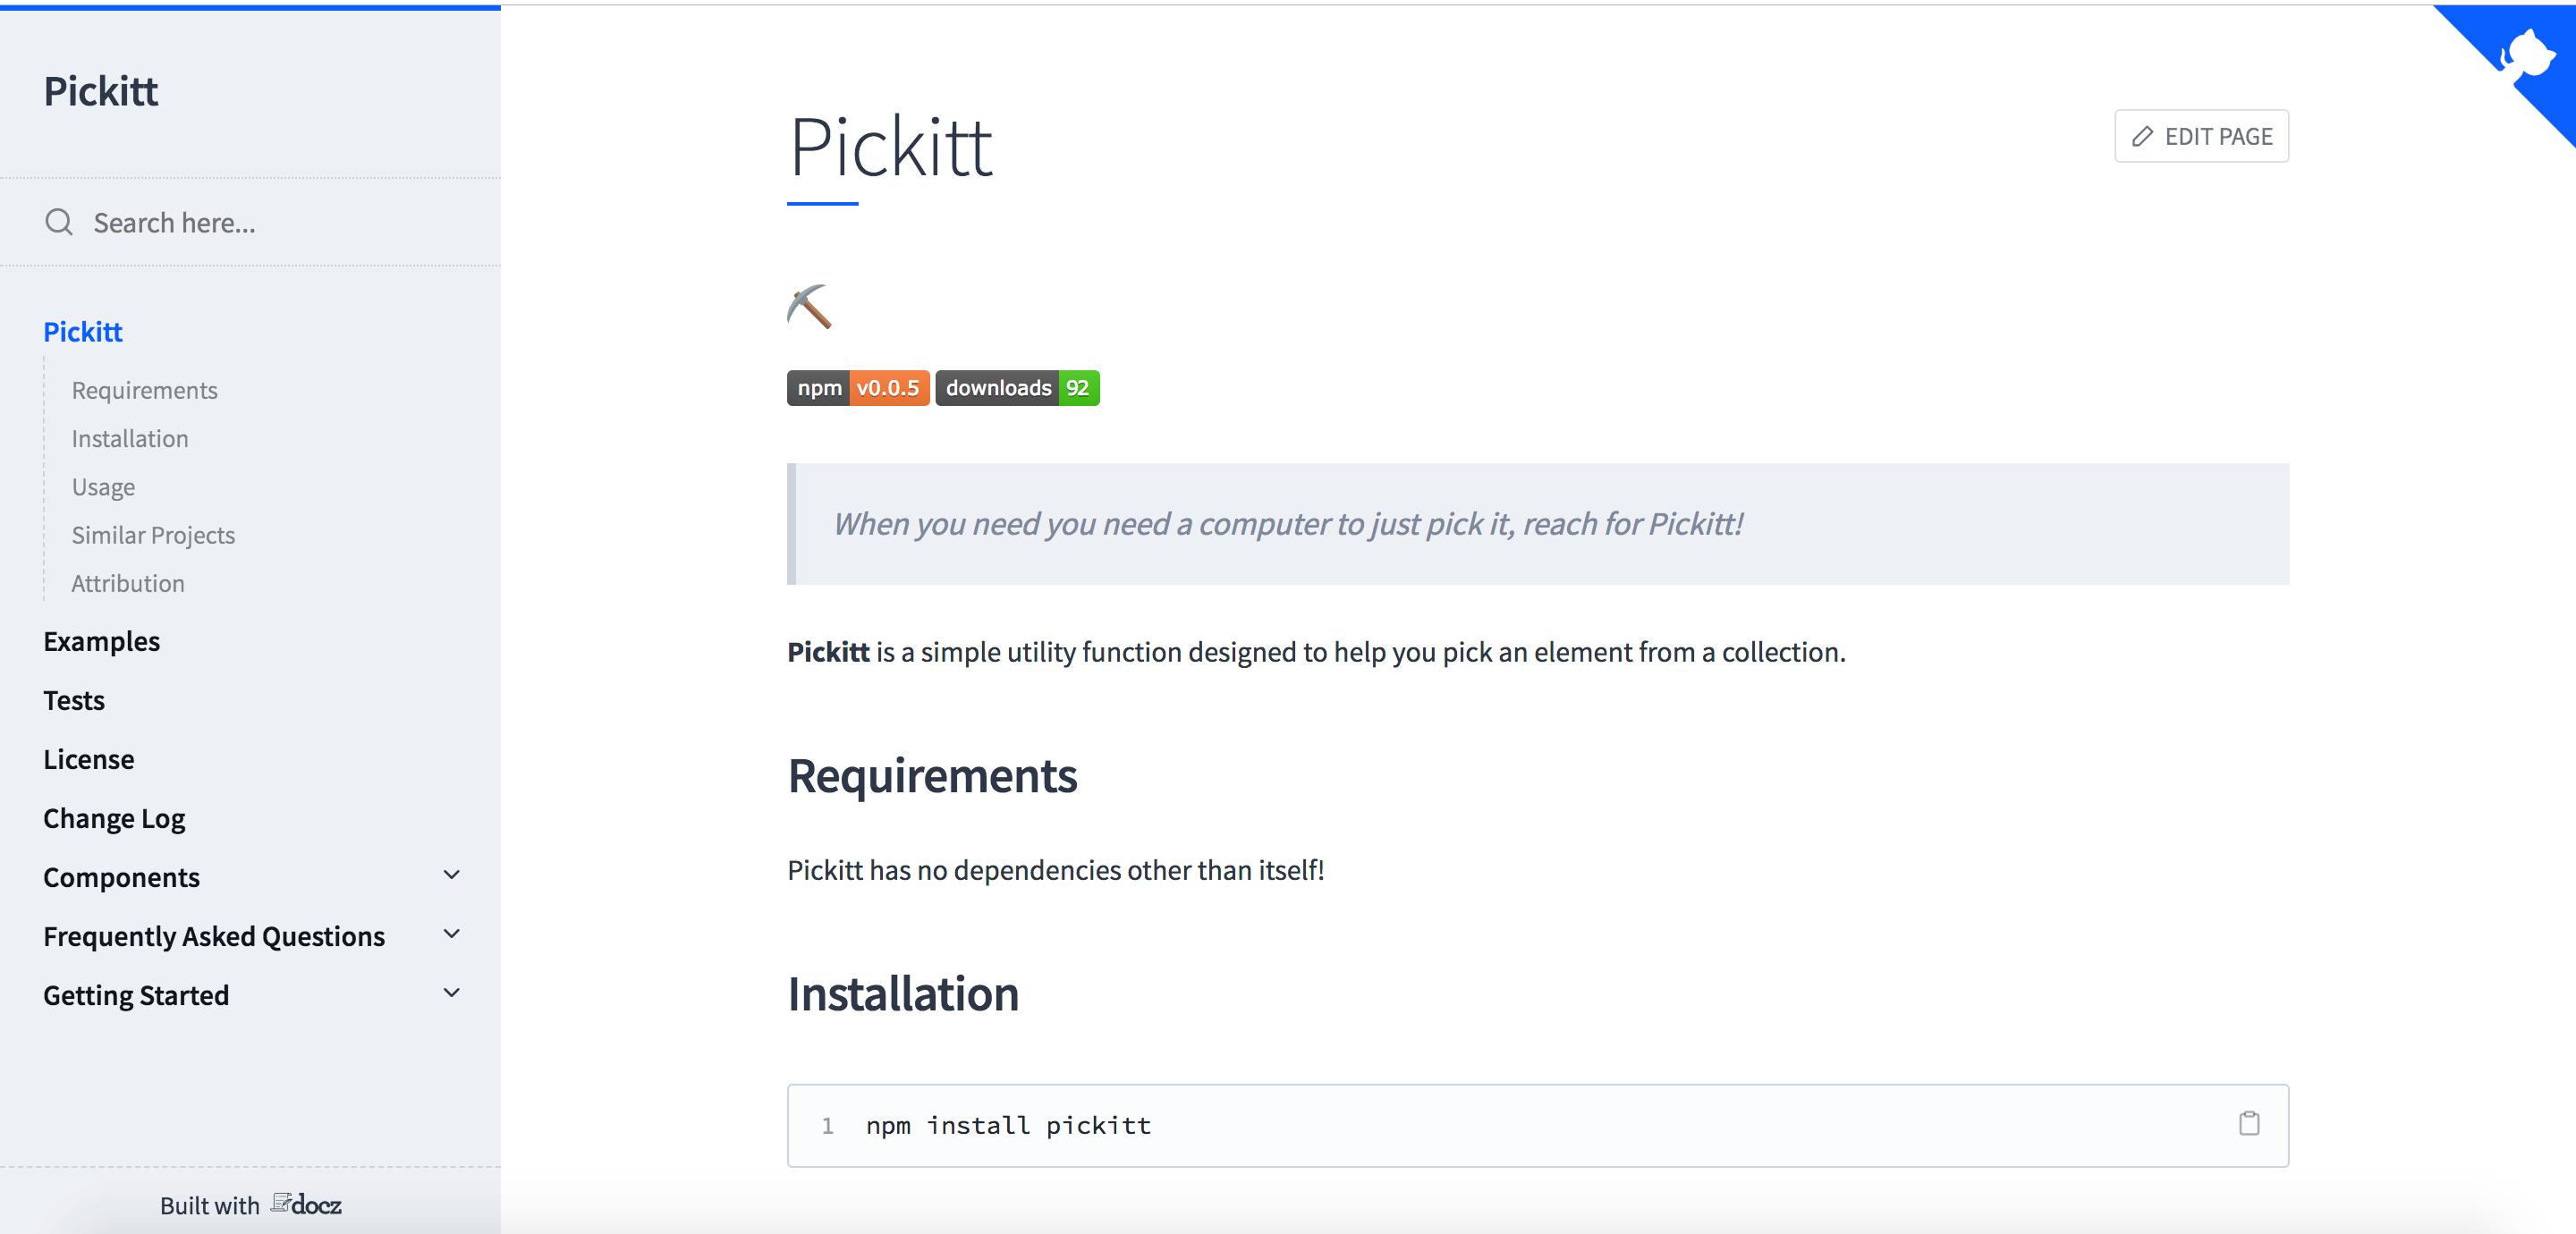 Pickitt
Search here...
Pickitt
Requirements
Installation
Usage
Similar Projects
Attribution
Examples
Tests
License
Change Log
Components
Frequently Asked Questions
Getting Started
Built with docz
Pickitt
EDIT PAGE
npm v0.0.5 downloads 92
When you need you need a computer to just pick it, reach for Pickitt!
Pickitt is a simple utility function designed to help you pick an element from a collection.
Requirements
Pickitt has no dependencies other than itself!
Installation
1 npm install pickitt